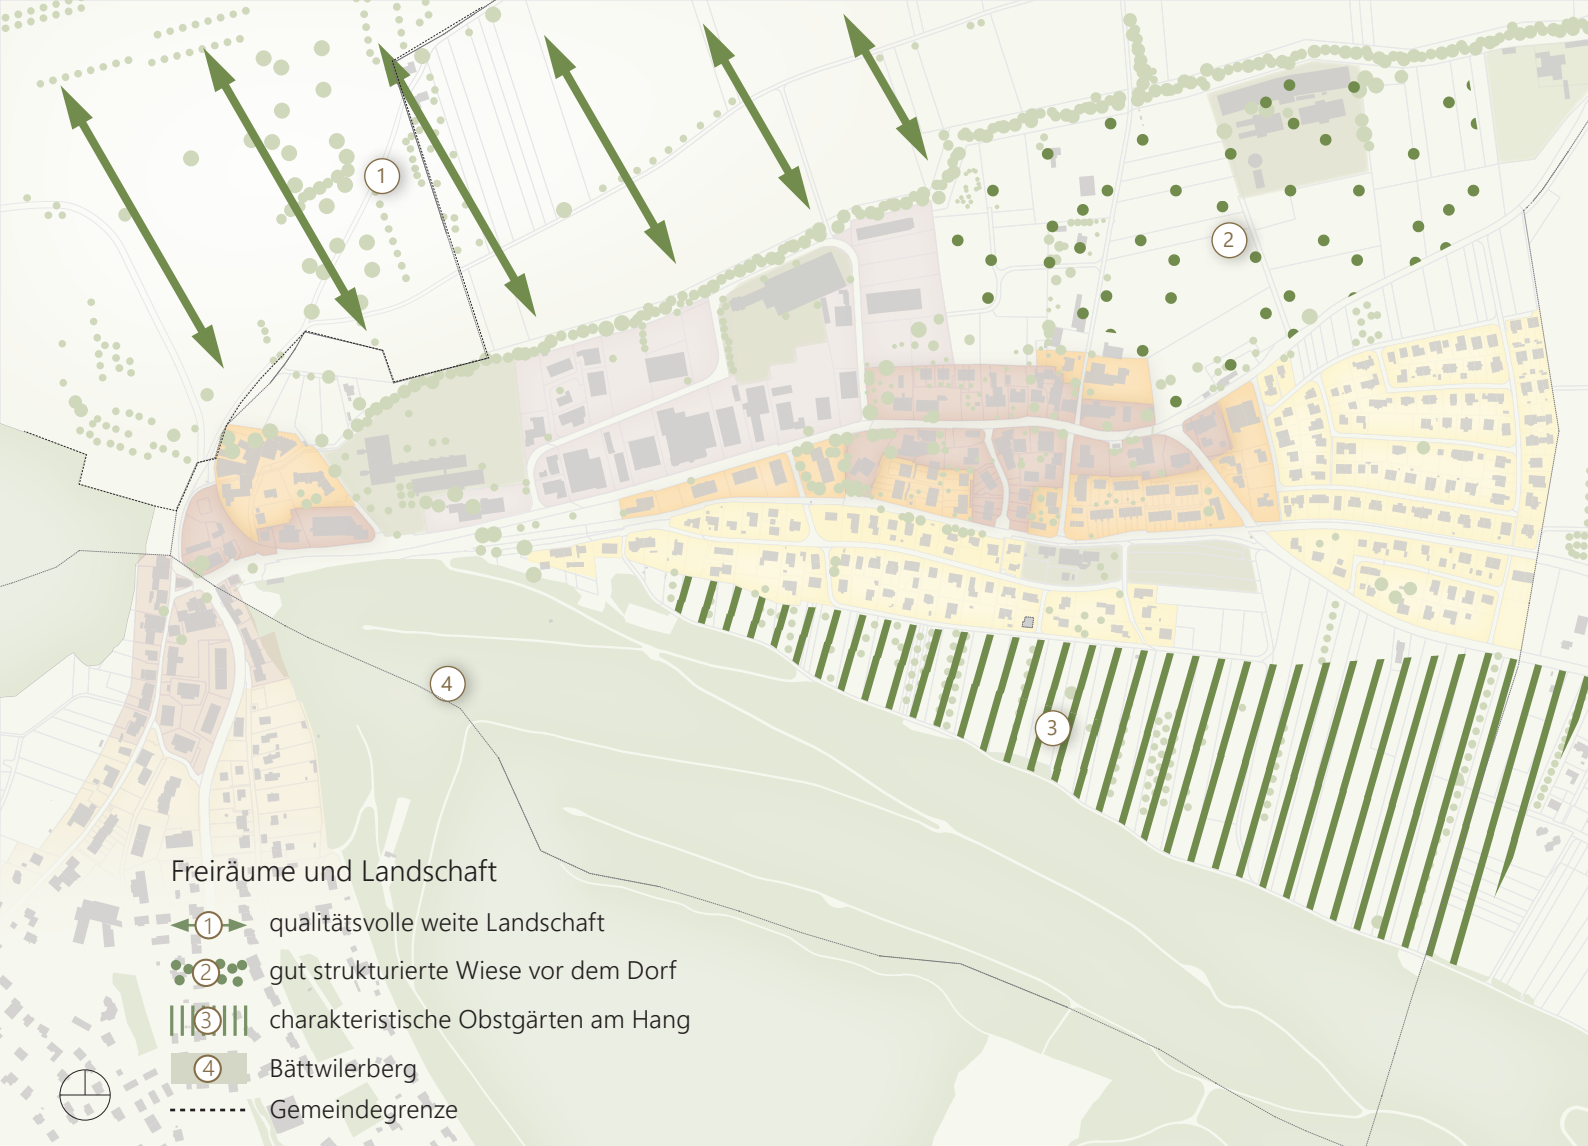 1
2
4
3
Freiräume und Landschaft
1 qualitätsvolle weite Landschaft
2 gut strukturierte Wiese vor dem Dorf
3 charakteristische Obstgärten am Hang
4 Bättwilerberg
Gemeindegrenze